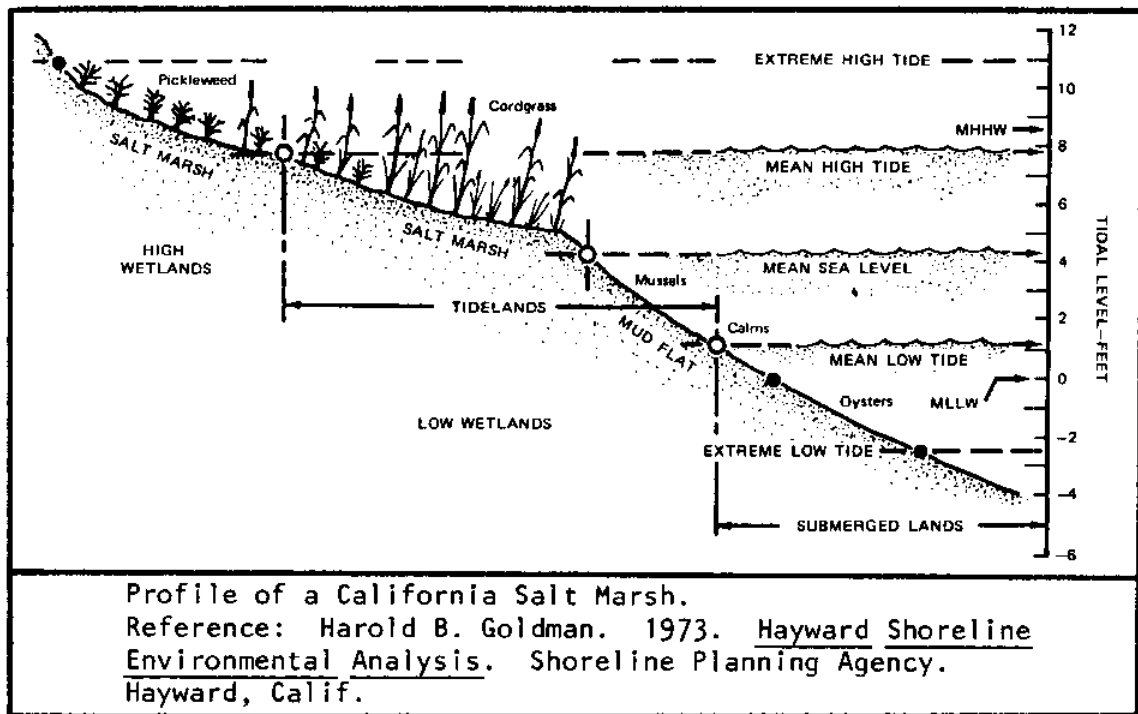 12
EXTREME HIGH TIDE
10
Pickleweed
Cordgrass
MHHW
8
SALT MARSH
MEAN HIGH TIDE
6
SALT MARSH
HIGH
WETLANDS
4
MEAN SEA LEVEL
Mussels
TIDELANDS
2
MUD FLAT
Calms
MEAN LOW TIDE
0
MLLW
Oysters
LOW WETLANDS
-2
EXTREME LOW TIDE
-4
SUBMERGED LANDS
-6
TIDAL LEVEL-FEET
Profile of a California Salt Marsh.
Reference: Harold B. Goldman. 1973. Hayward Shoreline
Environmental Analysis. Shoreline Planning Agency.
Hayward, Calif.